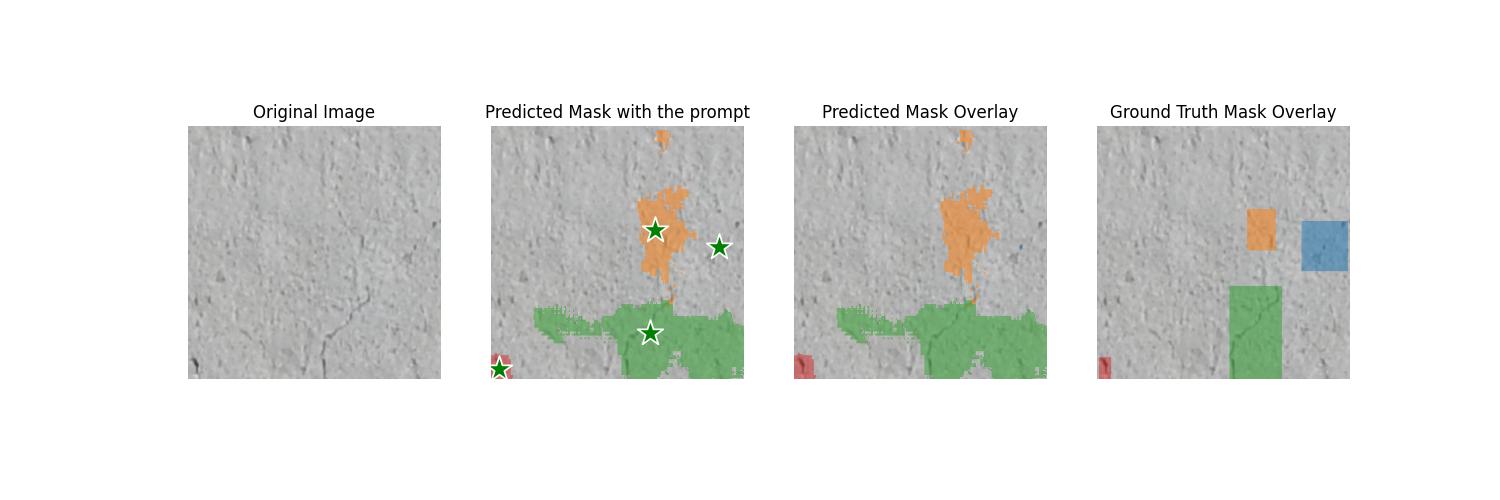 Original Image
Predicted Mask with the prompt
Predicted Mask Overlay
Ground Truth Mask Overlay